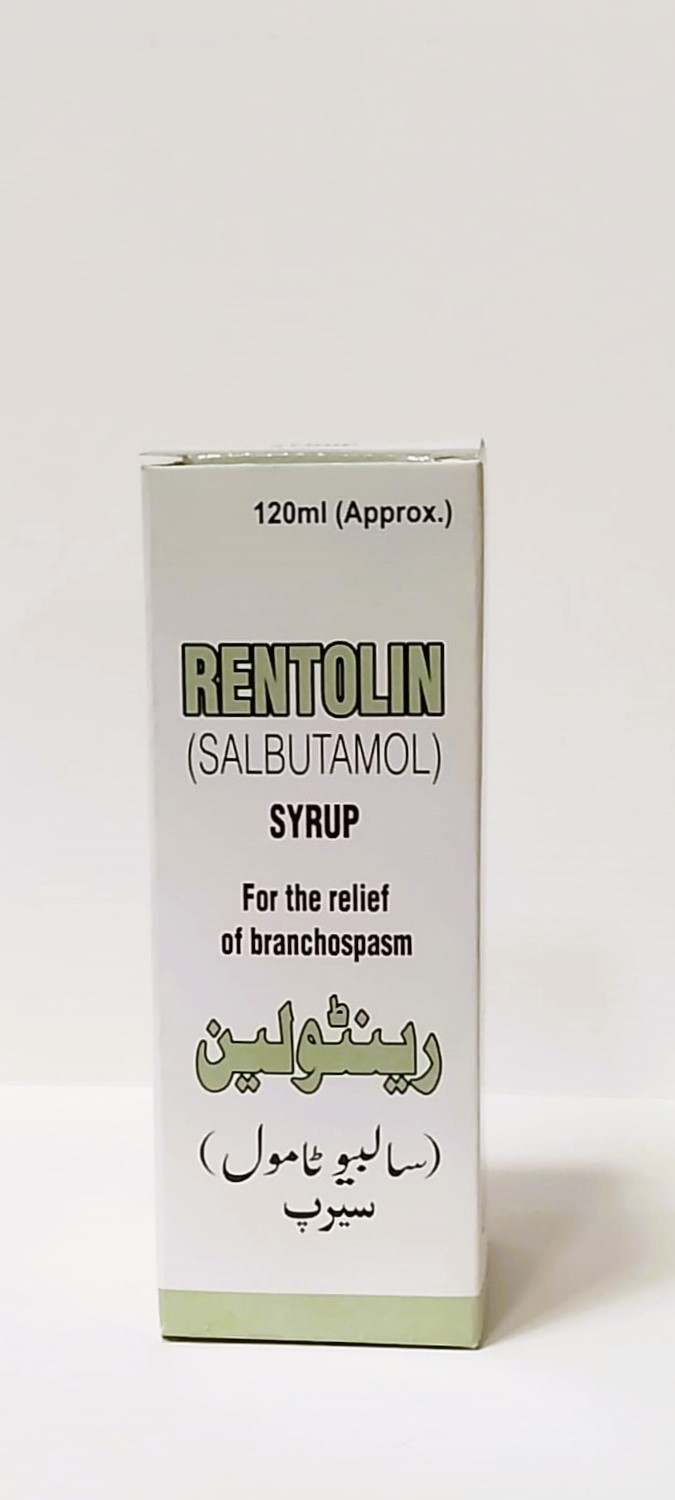 120ml (Approx.)
RENTOLIN
(SALBUTAMOL)
SYRUP
For the relief
of branchospasm
رینٹولین
(سالبیوٹامول)
سیرپ